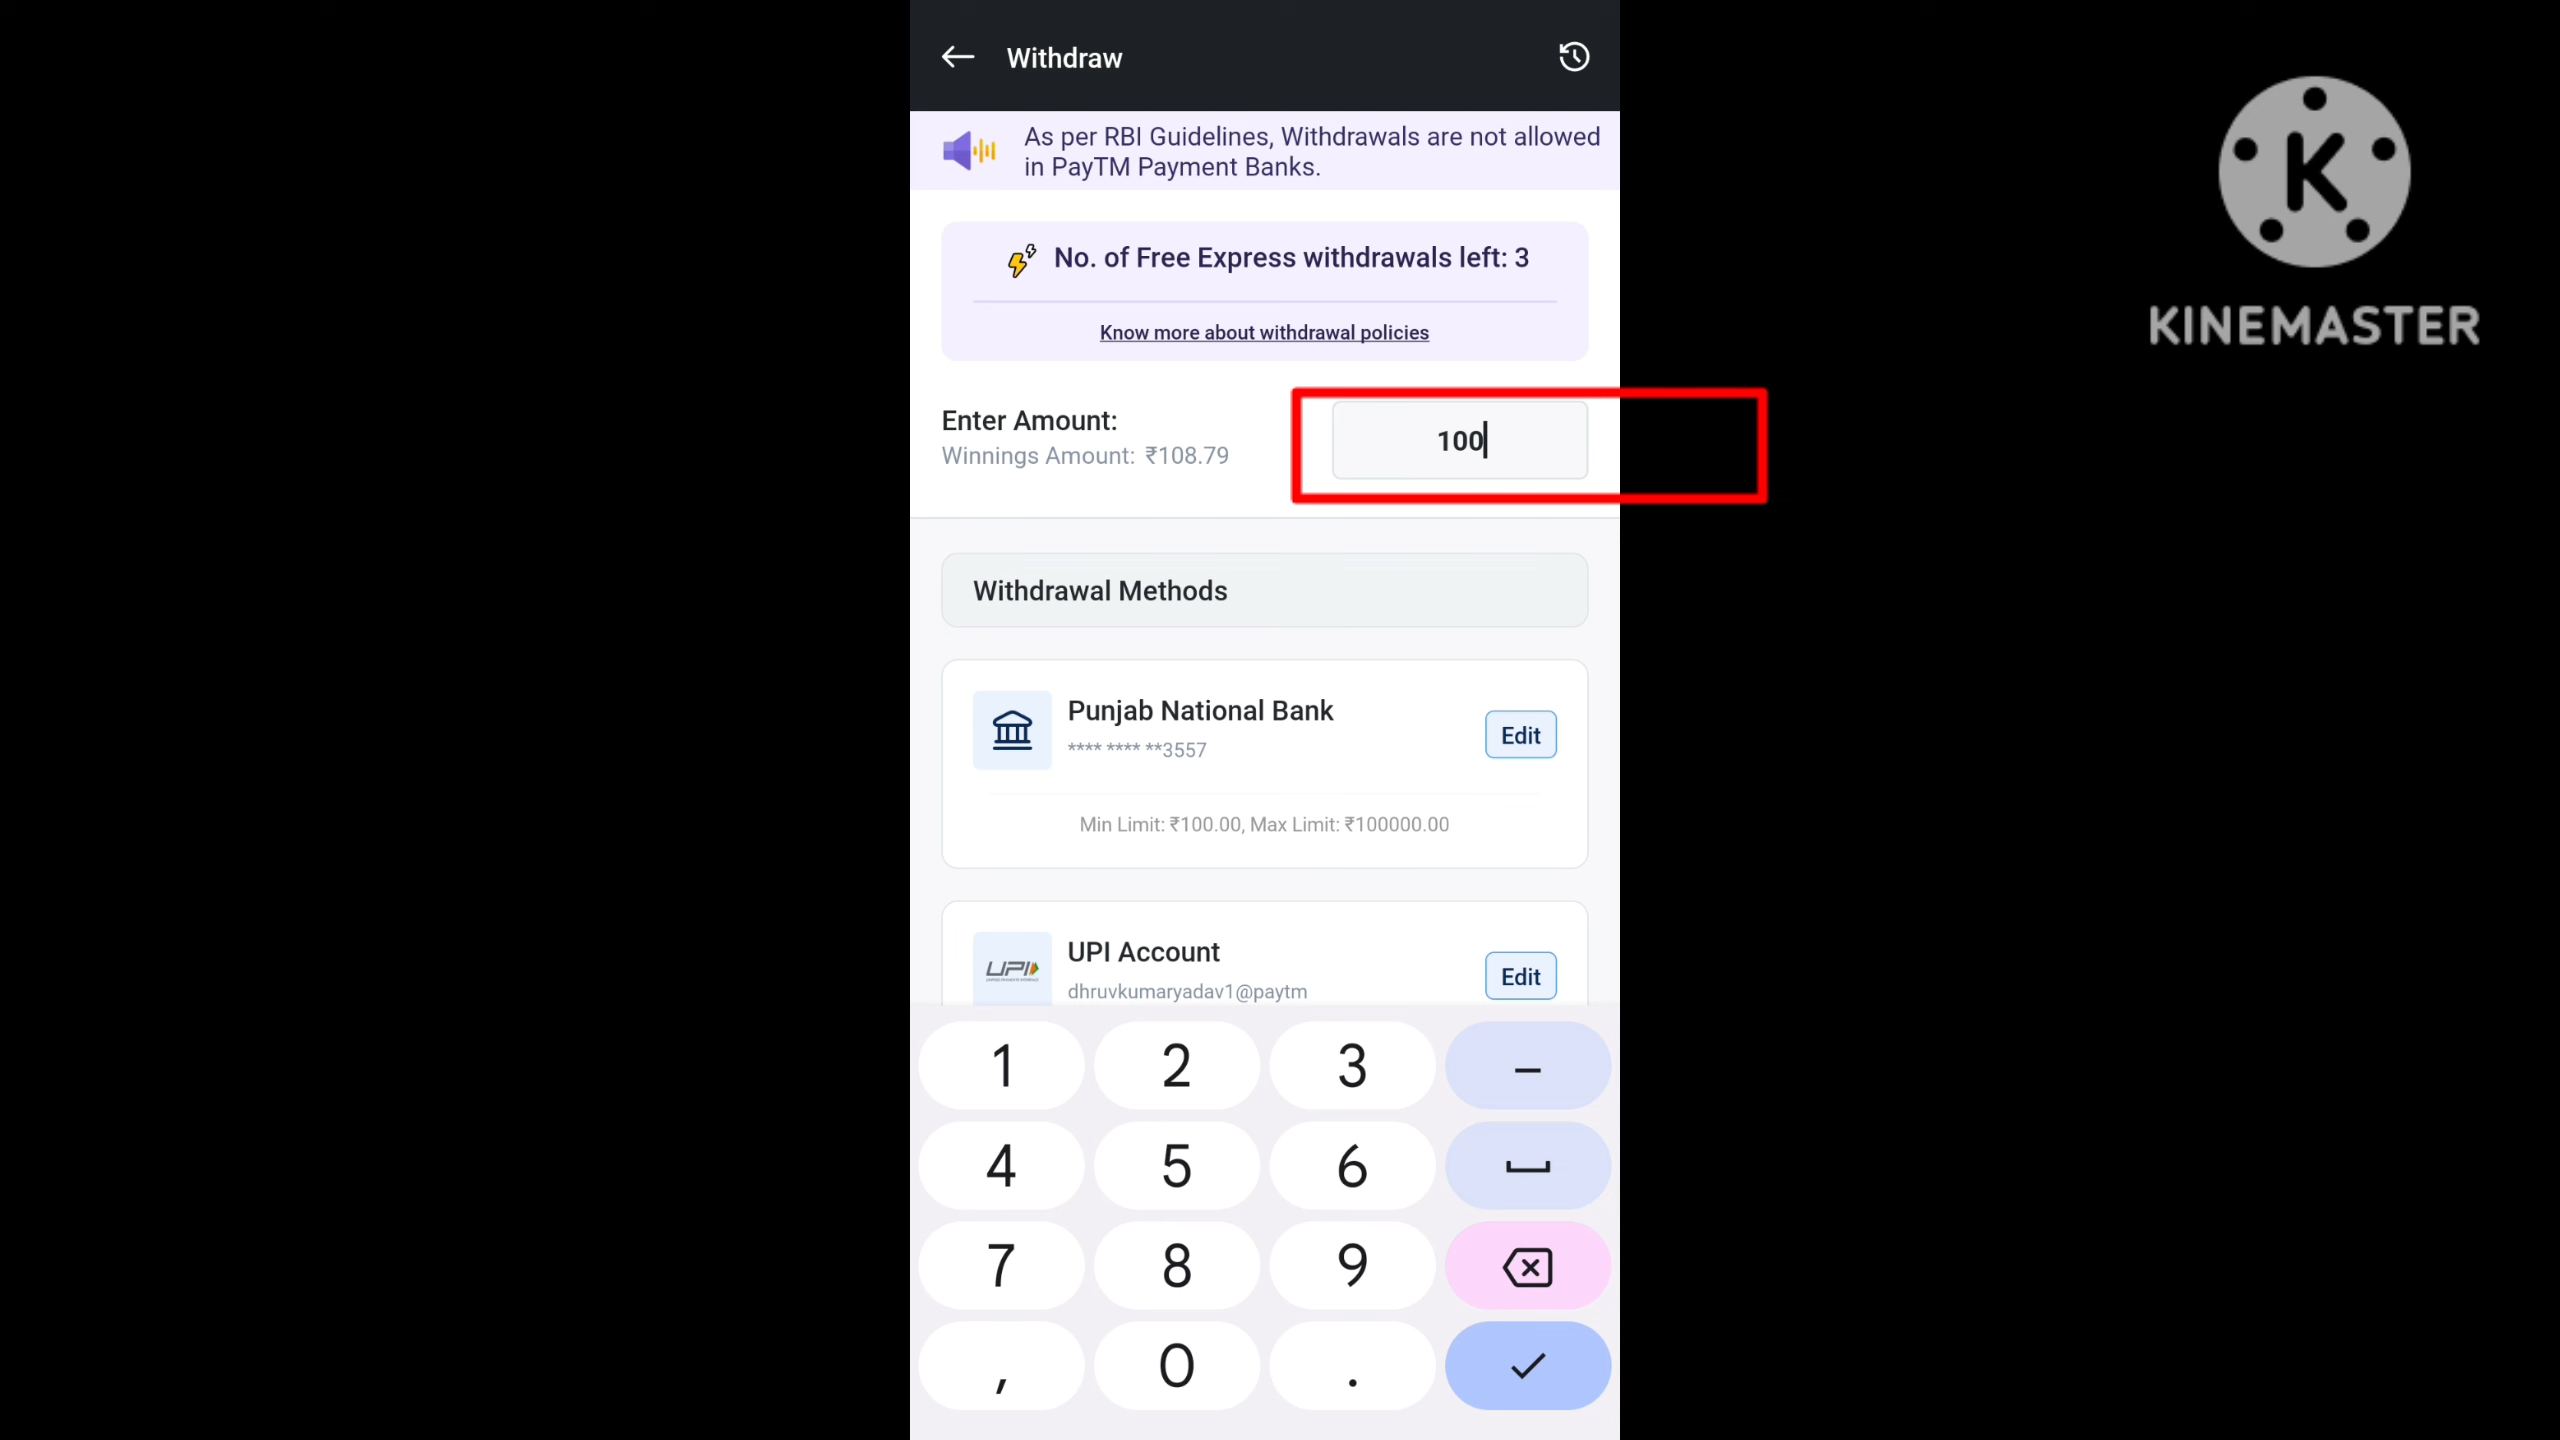 Withdraw
As per RBI Guidelines, Withdrawals are not allowed
in PayTM Payment Banks.
No. of Free Express withdrawals left: 3
Know more about withdrawal policies
Enter Amount:
Winnings Amount: ₹108.79
100
Withdrawal Methods
Punjab National Bank
**** **** **3557
Edit
Min Limit: ₹100.00, Max Limit: ₹100000.00
UPI
UPI Account
dhruvkumaryadav1@paytm
Edit
1 2 3 –
4 5 6
7 8 9
, 0 .
K
KINEMASTER